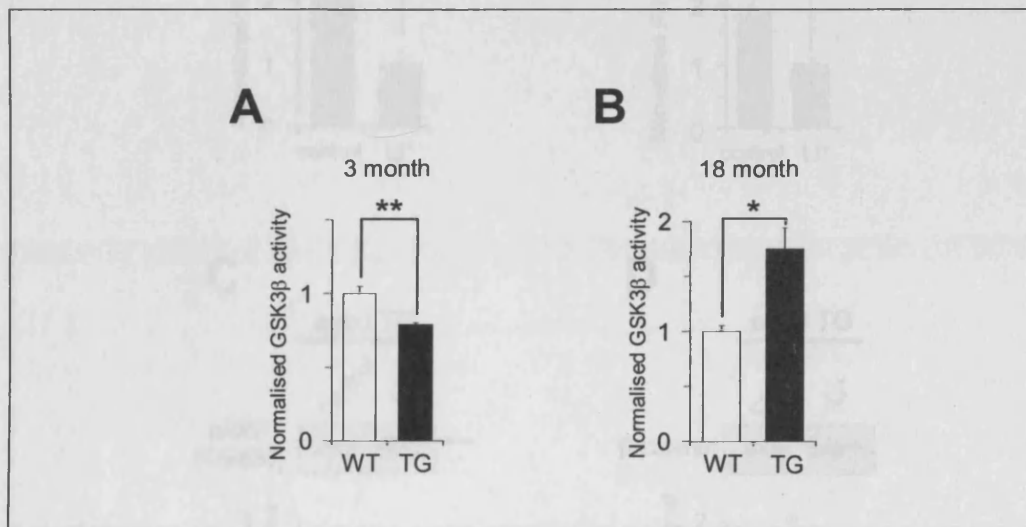 A
3 month
**
Normalised GSK3β activity
1
0
WT
TG
B
18 month
*
Normalised GSK3β activity
2
1
0
WT
TG